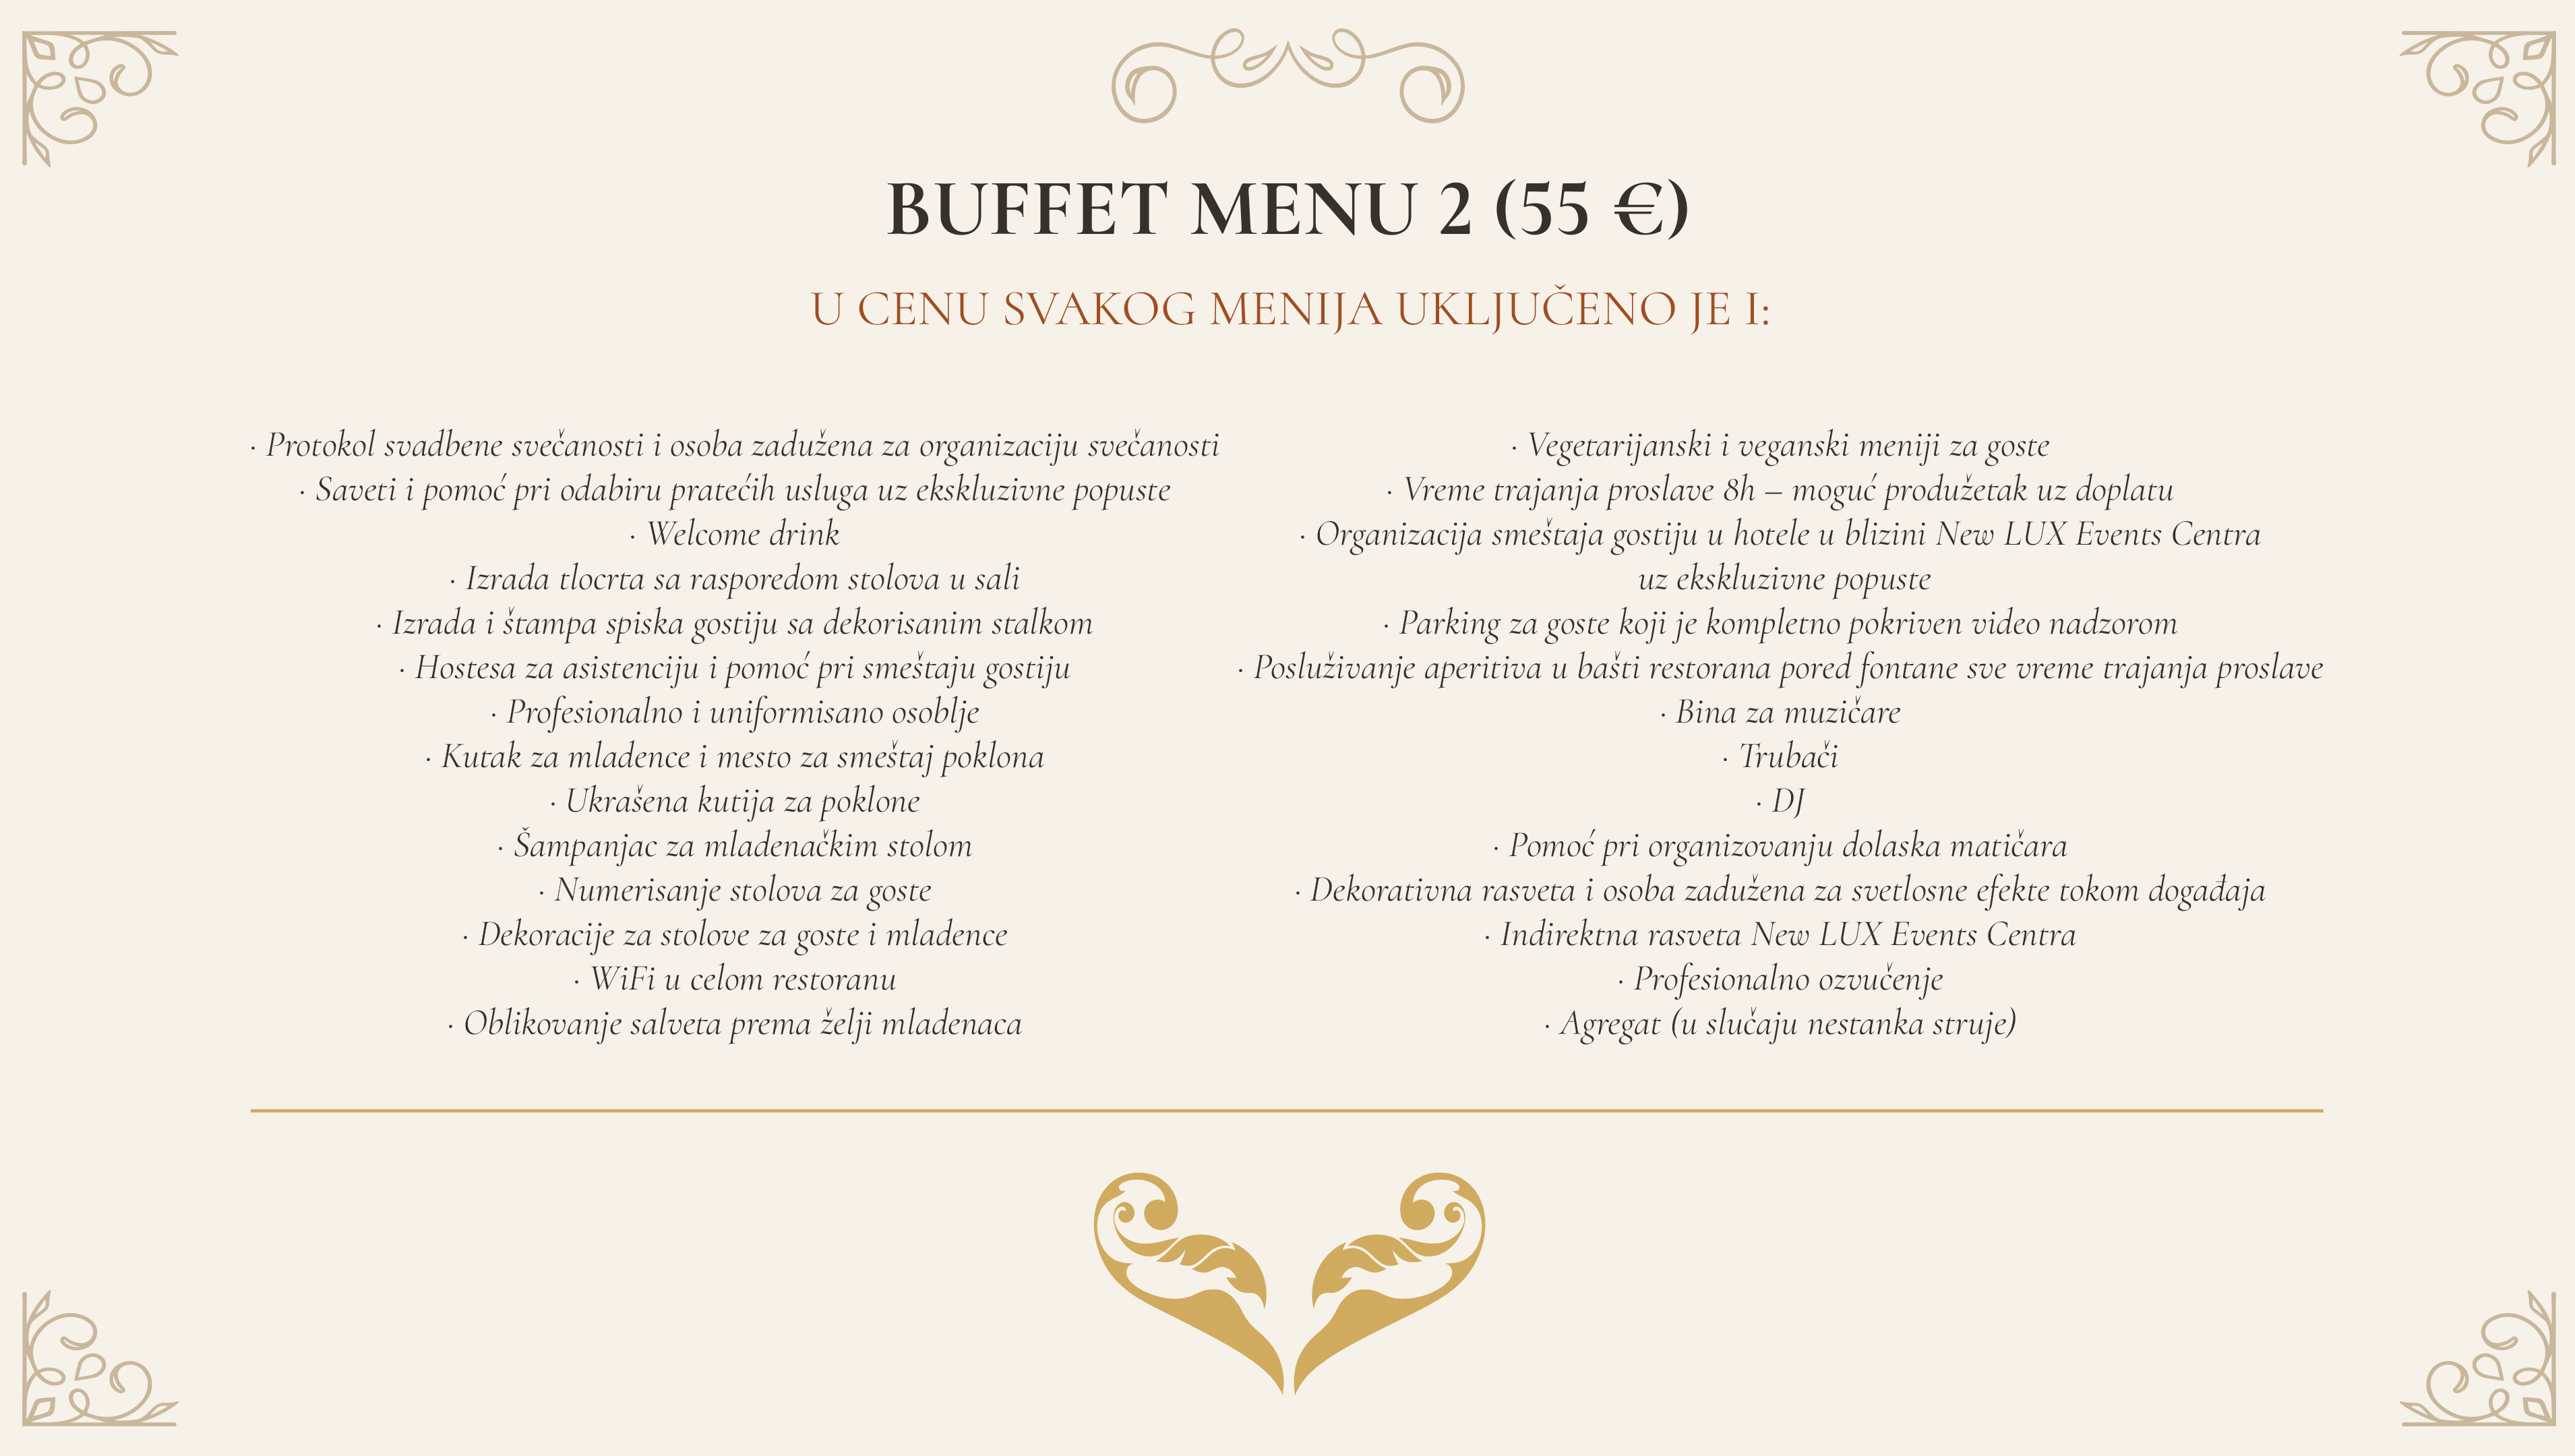 BUFFET MENU 2 (55 €)
U CENU SVAKOG MENIJA UKLJUČENO JE I:
· Protokol svadbene svečanosti i osoba zadužena za organizaciju svečanosti
· Saveti i pomoć pri odabiru pratećih usluga uz ekskluzivne popuste
· Welcome drink
· Izrada tlocrta sa rasporedom stolova u sali
· Izrada i štampa spiska gostiju sa dekorisanim stalkom
· Hostesa za asistenciju i pomoć pri smeštaju gostiju
· Profesionalno i uniformisano osoblje
· Kutak za mladence i mesto za smeštaj poklona
· Ukrašena kutija za poklone
· Šampanjac za mladenačkim stolom
· Numerisanje stolova za goste
· Dekoracije za stolove za goste i mladence
· WiFi u celom restoranu
· Oblikovanje salveta prema želji mladenaca
· Vegetarijanski i veganski meniji za goste
· Vreme trajanja proslave 8h – moguć produžetak uz doplatu
· Organizacija smeštaja gostiju u hotele u blizini New LUX Events Centra
uz ekskluzivne popuste
· Parking za goste koji je kompletno pokriven video nadzorom
· Posluživanje aperitiva u bašti restorana pored fontane sve vreme trajanja proslave
· Bina za muzičare
· Trubači
· DJ
· Pomoć pri organizovanju dolaska matičara
· Dekorativna rasveta i osoba zadužena za svetlosne efekte tokom događaja
· Indirektna rasveta New LUX Events Centra
· Profesionalno ozvučenje
· Agregat (u slučaju nestanka struje)